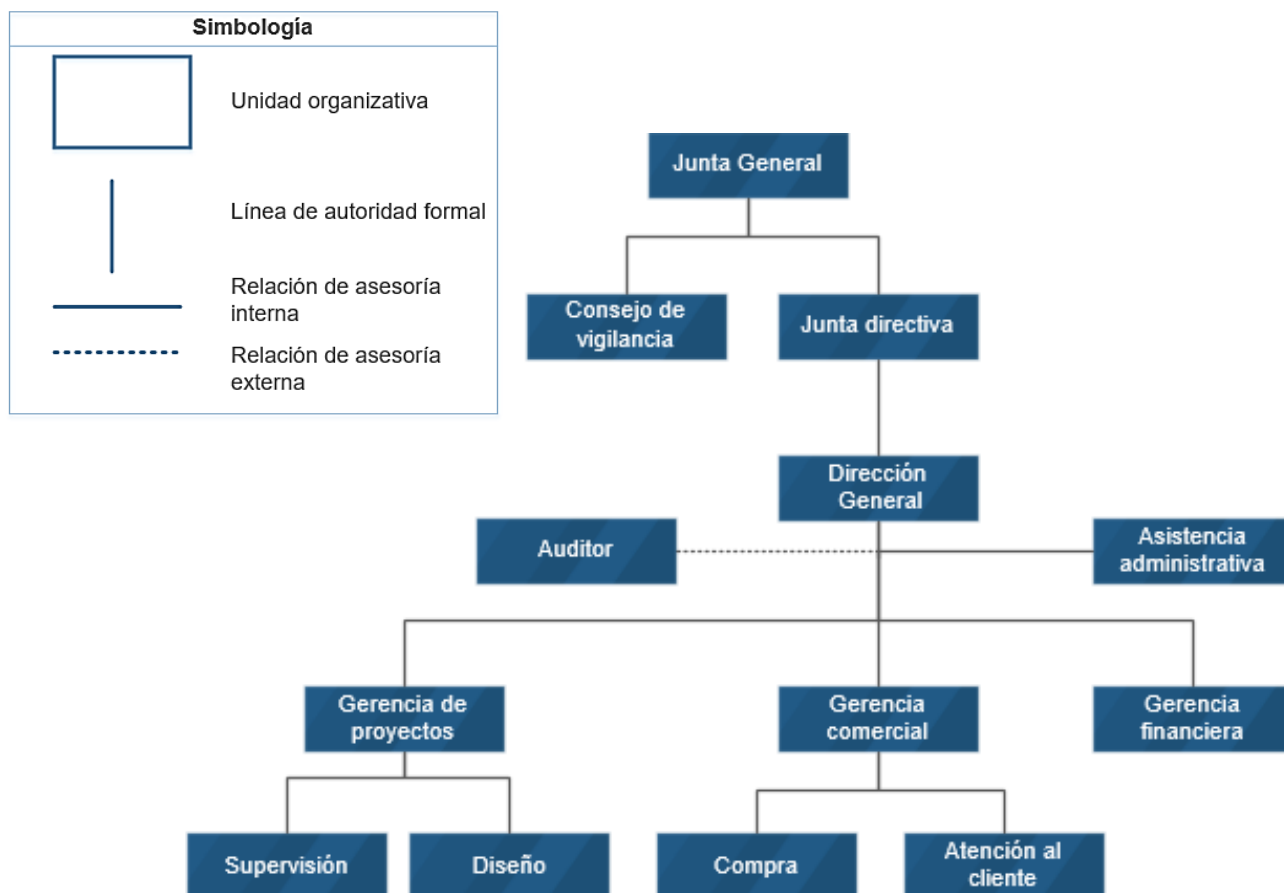 Simbología
Unidad organizativa
Línea de autoridad formal
Relación de asesoría
interna
Relación de asesoría
externa
Junta General
Consejo de
vigilancia
Junta directiva
Dirección
General
Auditor
Asistencia
administrativa
Gerencia de
proyectos
Gerencia
comercial
Gerencia
financiera
Supervisión
Diseño
Compra
Atención al
cliente